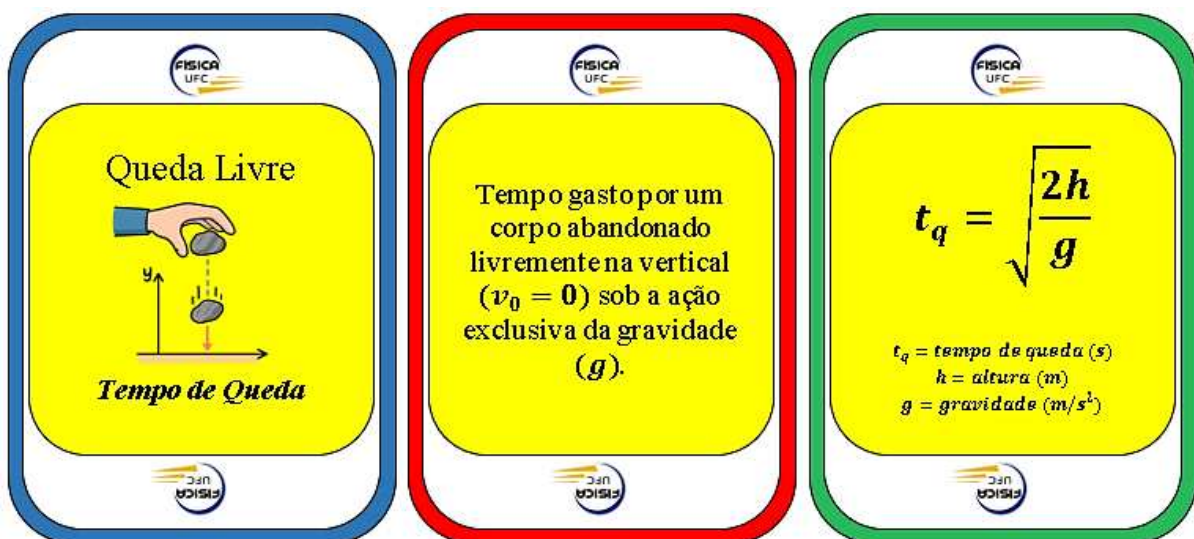 FISICA
UFC
Queda Livre
y
Tempo de Queda
UFC
FISICA
FISICA
UFC
Tempo gasto por um
corpo abandonado
livremente na vertical
(v₀ = 0) sob a ação
exclusiva da gravidade
(g).
UFC
FISICA
FISICA
UFC
t_q = √(2h/g)
t_q = tempo de queda (s)
h = altura (m)
g = gravidade (m/s²)
UFC
FISICA